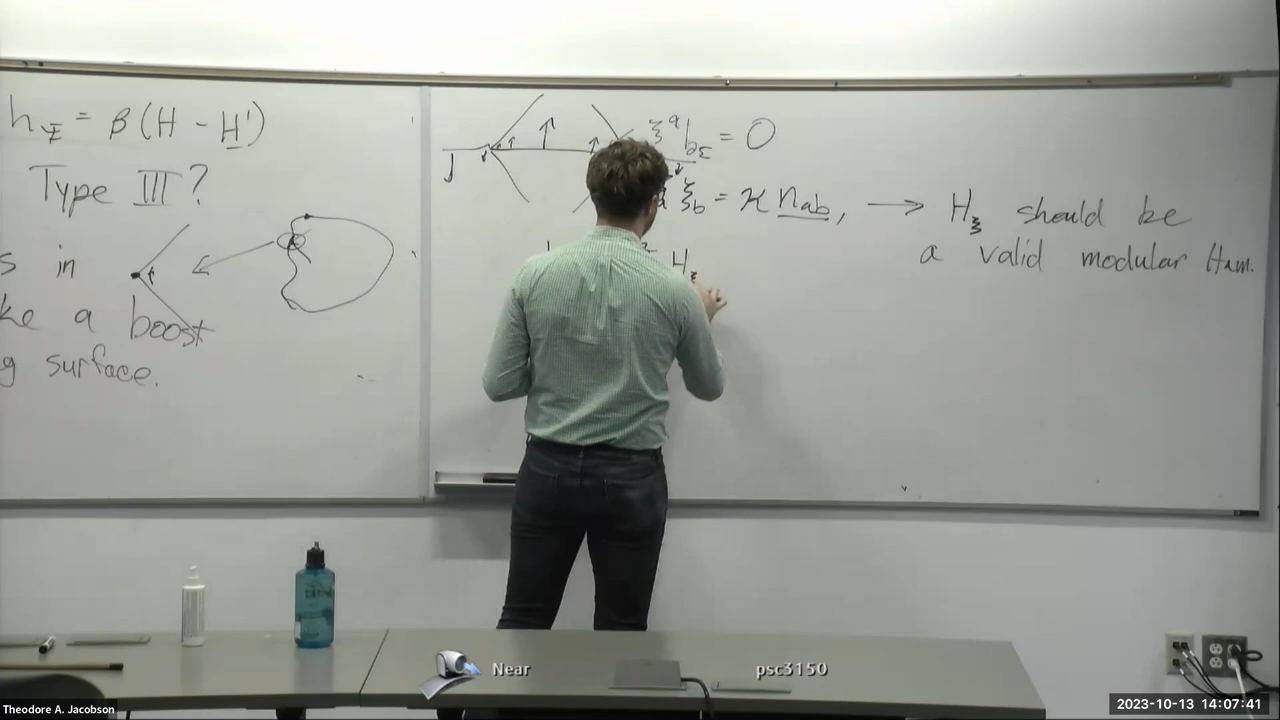 h_Σ = β(H - H')
Type III?
s in
ke a boost
g surface.
ξ^a|_∂Σ = 0
ξ_b = κ n_ab, → H_ξ should be
a valid modular Ham.
H_ξ
Near
psc3150
Theodore A. Jacobson
2023-10-13 14:07:41